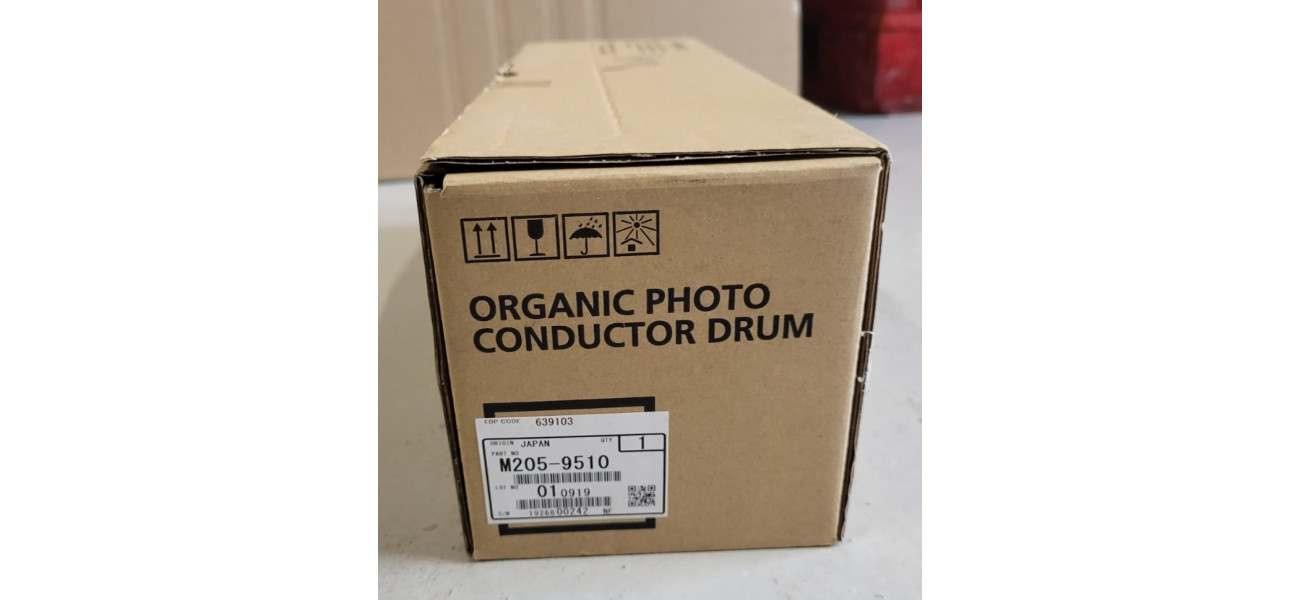 ORGANIC PHOTO
CONDUCTOR DRUM
EDP CODE 639103
ORIGIN JAPAN QTY 1
PART NO
M205-9510
LOT NO
01 0919
S/N 1926800242 NF